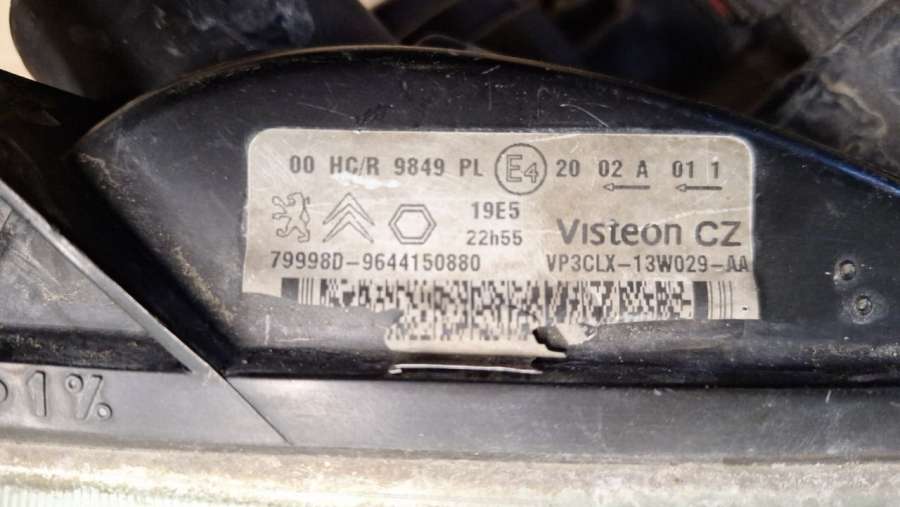 00 HC/R 9849 PL E4 20 02 A 01 1
19E5
22h55
Visteon CZ
79998D-9644150880 VP3CLX-13W029-AA
1%